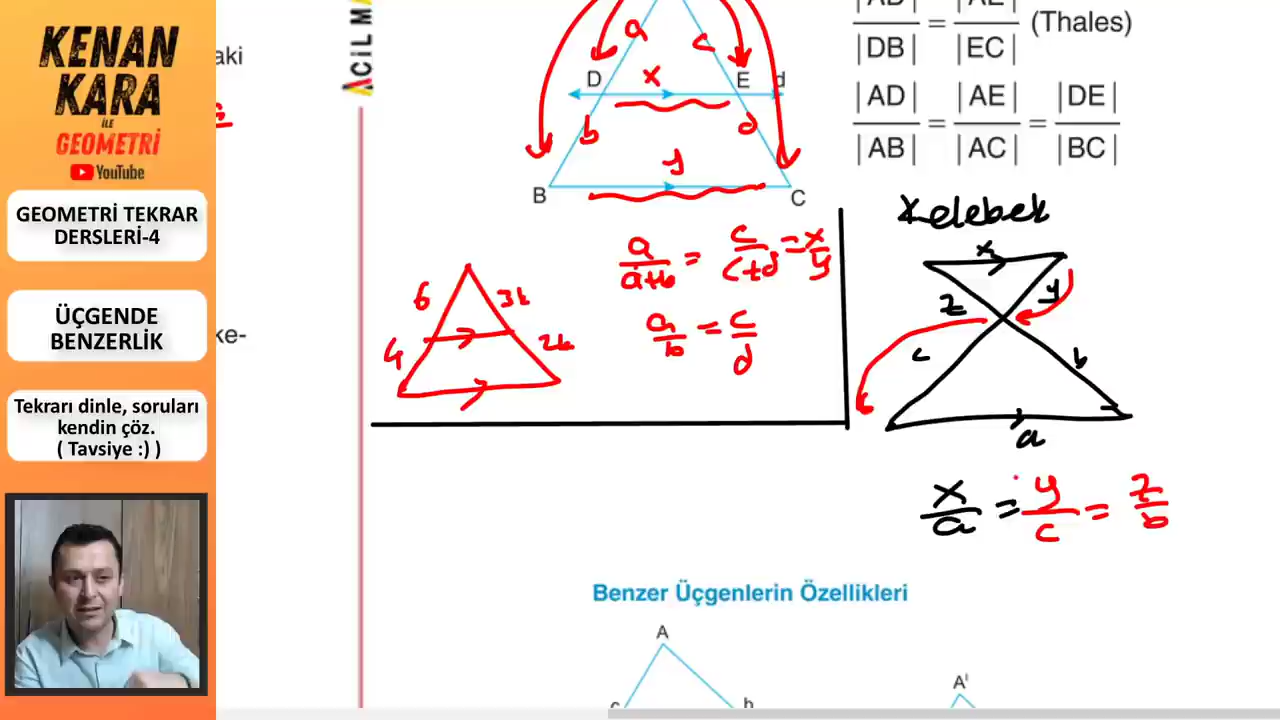 KENAN
KARA
İLE
GEOMETRİ
YouTube
GEOMETRİ TEKRAR
DERSLERİ-4
ÜÇGENDE
BENZERLİK
Tekrarı dinle, soruları
kendin çöz.
( Tavsiye :) )
aki
ke-
ACİL MA
a c
D x E d
b d
y
B C
|AD| / |DB| = |AE| / |EC| (Thales)
|AD| / |AB| = |AE| / |AC| = |DE| / |BC|
a/a+b = c/c+d = x/y
a/b = c/d
6 3k
4 2k
Kelebek
x
z y
c b
a
x/a = y/c = z/b
Benzer Üçgenlerin Özellikleri
A
A'
c b